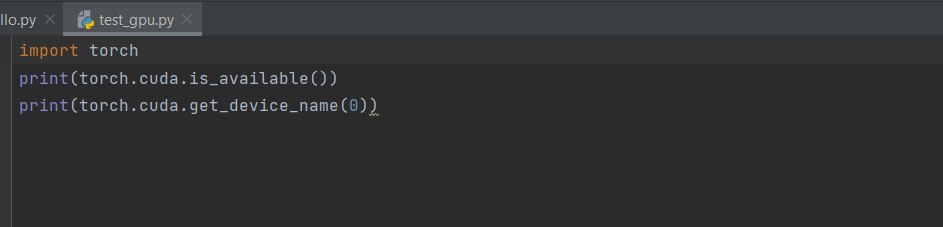 llo.py test_gpu.py
import torch
print(torch.cuda.is_available())
print(torch.cuda.get_device_name(0))